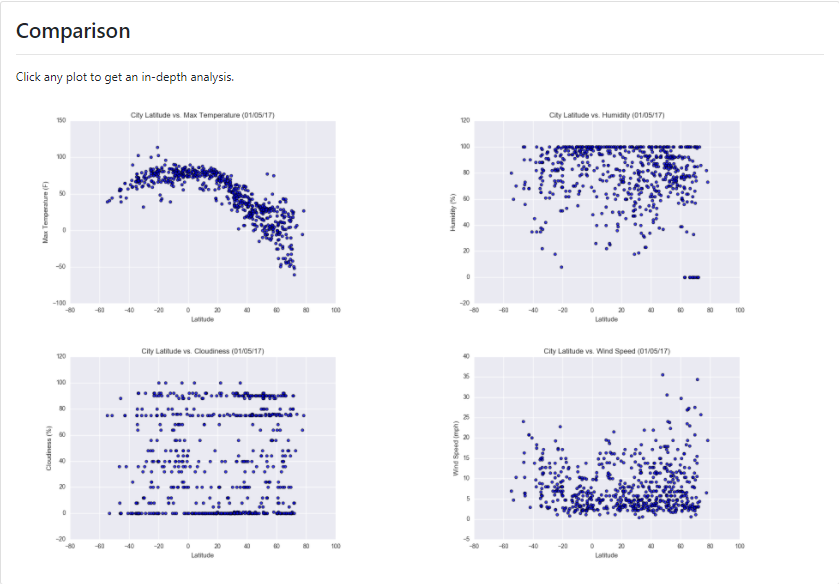 Comparison
Click any plot to get an in-depth analysis.
City Latitude vs. Max Temperature (01/05/17)
150
100
50
0
−50
−100
Max Temperature (F)
−80 −60 −40 −20 0 20 40 60 80 100
Latitude
City Latitude vs. Humidity (01/05/17)
120
100
80
60
40
20
0
−20
Humidity (%)
−80 −60 −40 −20 0 20 40 60 80 100
Latitude
City Latitude vs. Cloudiness (01/05/17)
120
100
80
60
40
20
0
−20
Cloudiness (%)
−80 −60 −40 −20 0 20 40 60 80 100
Latitude
City Latitude vs. Wind Speed (01/05/17)
40
35
30
25
20
15
10
5
0
−5
Wind Speed (mph)
−80 −60 −40 −20 0 20 40 60 80 100
Latitude